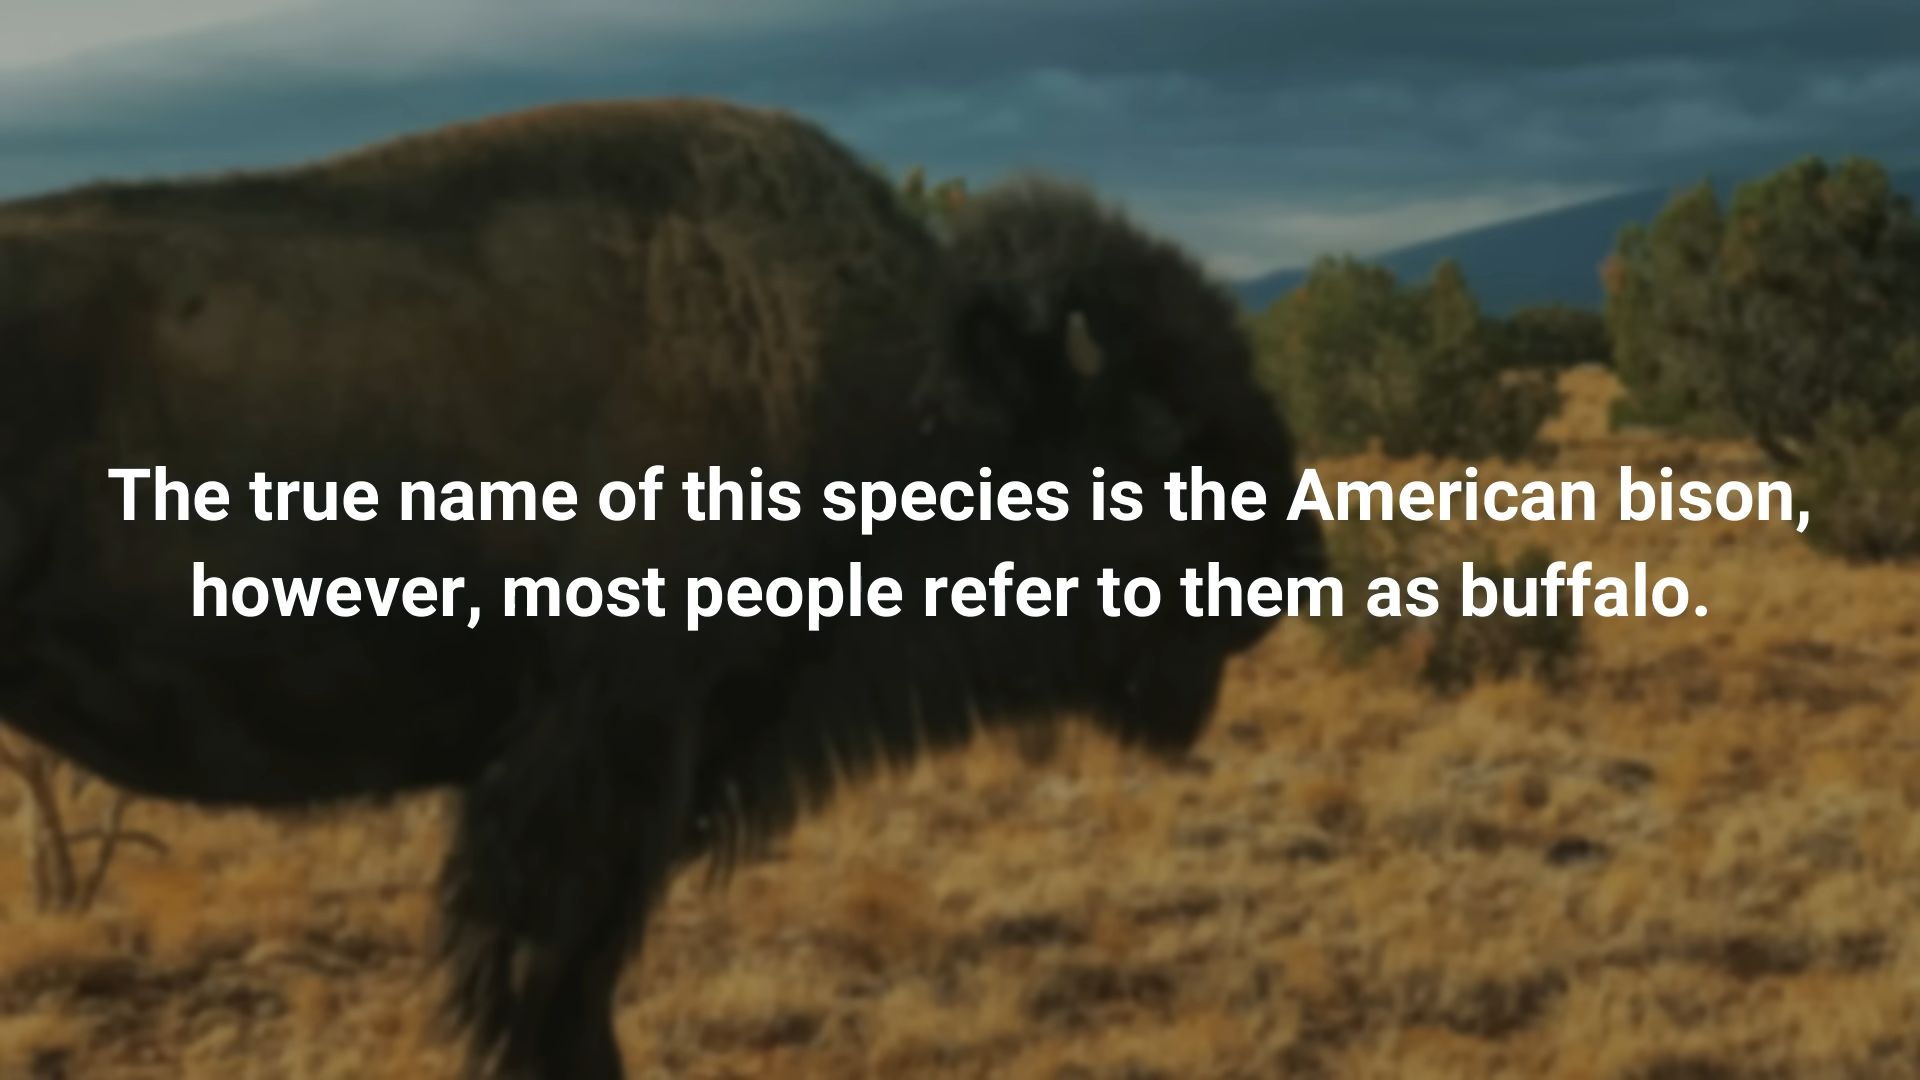 The true name of this species is the American bison,
however, most people refer to them as buffalo.